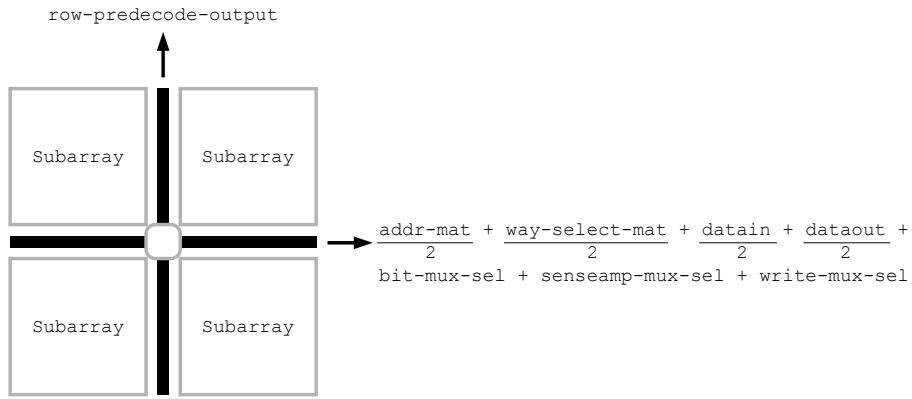 row-predecode-output
Subarray Subarray
addr-mat/2 + way-select-mat/2 + datain/2 + dataout/2 +
bit-mux-sel + senseamp-mux-sel + write-mux-sel
Subarray Subarray